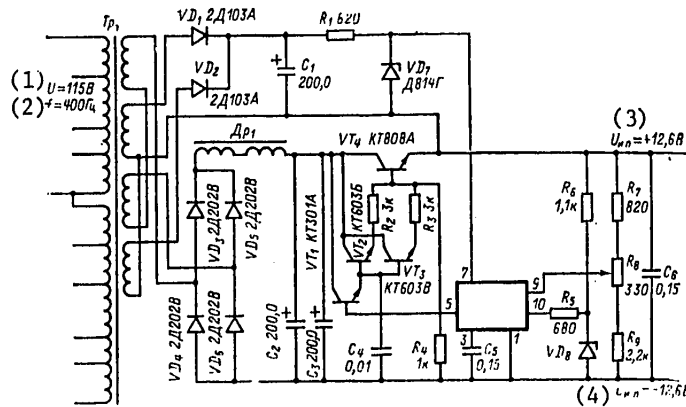 Тр₁
VD₁ 2Д103А
R₁ 620
(1) U=115В
(2) f=400Гц
VD₂
2Д103А
C₁
200,0
VD₇
Д814Г
(3)
Uип=+12,6В
Др₁
VT₄ КТ808А
VD₃ 2Д202В
VD₅ 2Д202В
VT₁ КТ301А
КТ603Б
VT₂
R₂ 3к
R₃ 3к
VT₃
КТ603В
R₆
1,1к
R₇
820
R₈
330
C₆
0,15
7
9
5
10
R₅
680
3
1
VD₄ 2Д202В
VD₆ 2Д202В
C₂ 200,0
C₃ 200,0
C₄
0,01
R₄
1к
C₅
0,15
VD₈
R₉
2,2к
(4) Uип=-12,6В